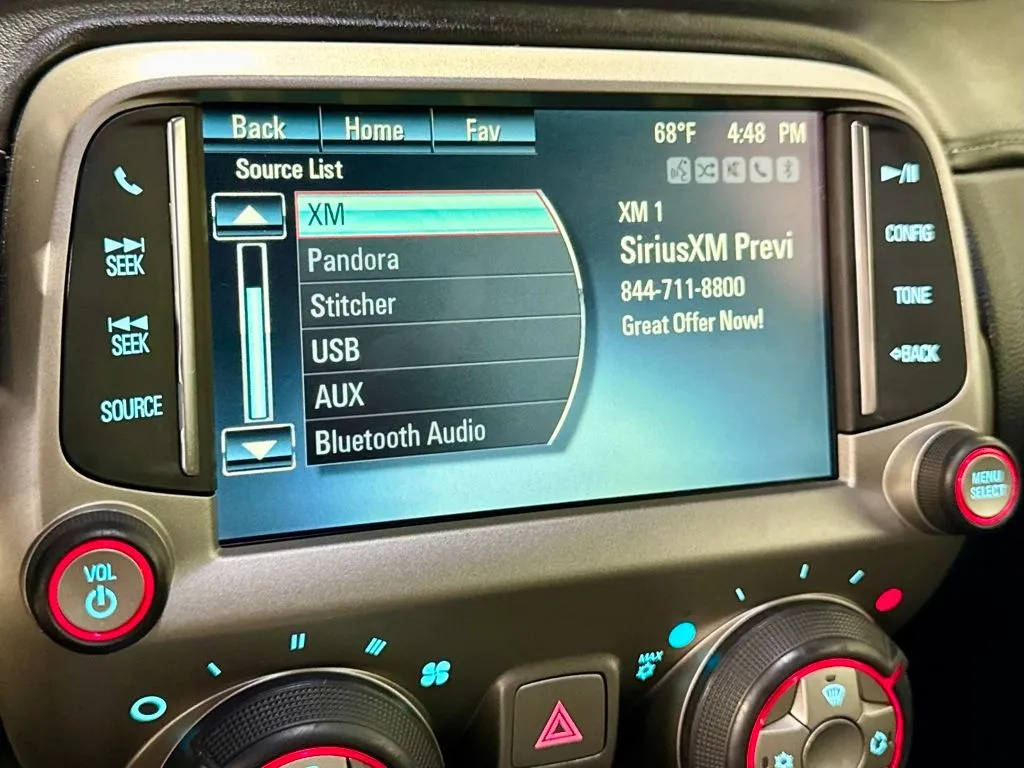 Back Home Fav 68°F 4:48 PM
Source List
XM
Pandora
Stitcher
USB
AUX
Bluetooth Audio
XM 1
SiriusXM Previ
844-711-8800
Great Offer Now!
SEEK
SEEK
SOURCE
CONFIG
TONE
BACK
MENU
SELECT
VOL
MAX